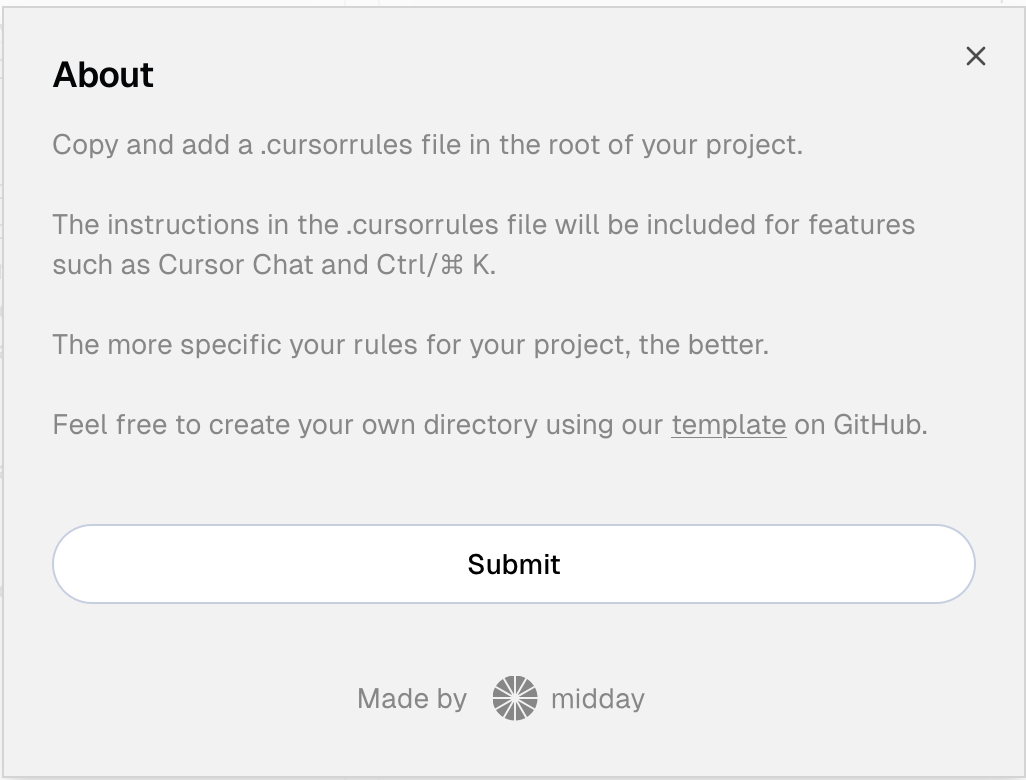 About
Copy and add a .cursorrules file in the root of your project.
The instructions in the .cursorrules file will be included for features
such as Cursor Chat and Ctrl/⌘ K.
The more specific your rules for your project, the better.
Feel free to create your own directory using our template on GitHub.
Submit
Made by midday